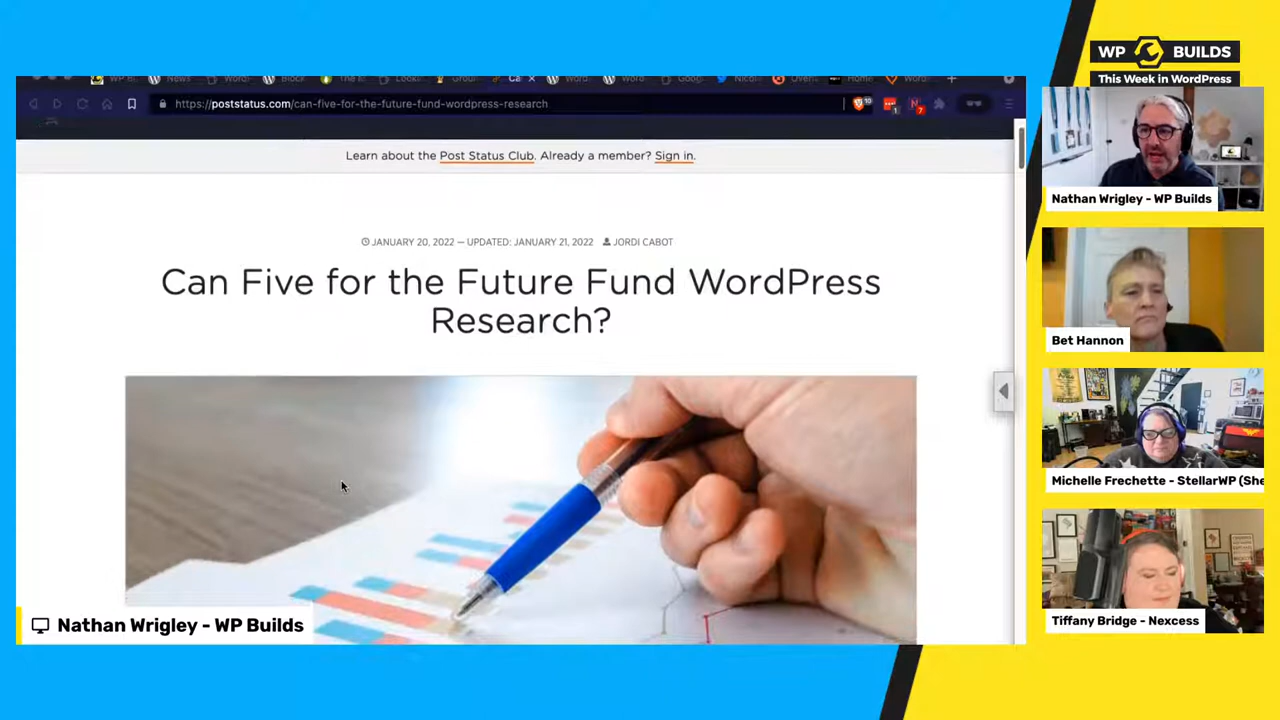 WP BUILDS
This Week in WordPress
https://poststatus.com/can-five-for-the-future-fund-wordpress-research
Learn about the Post Status Club. Already a member? Sign in.
JANUARY 20, 2022 — UPDATED: JANUARY 21, 2022 JORDI CABOT
Can Five for the Future Fund WordPress
Research?
Nathan Wrigley - WP Builds
Nathan Wrigley - WP Builds
Bet Hannon
Michelle Frechette - StellarWP (She
Tiffany Bridge - Nexcess